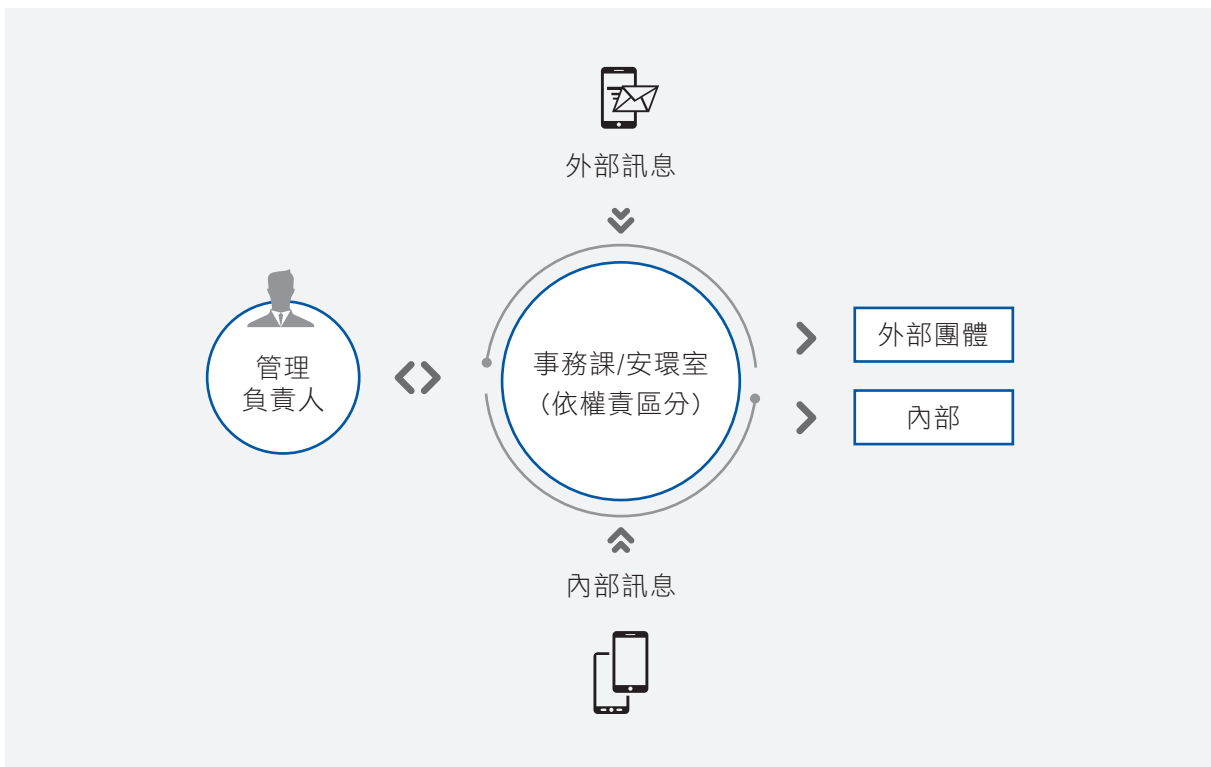 外部訊息
管理
負責人
事務課/安環室
（依權責區分）
外部團體
內部
內部訊息